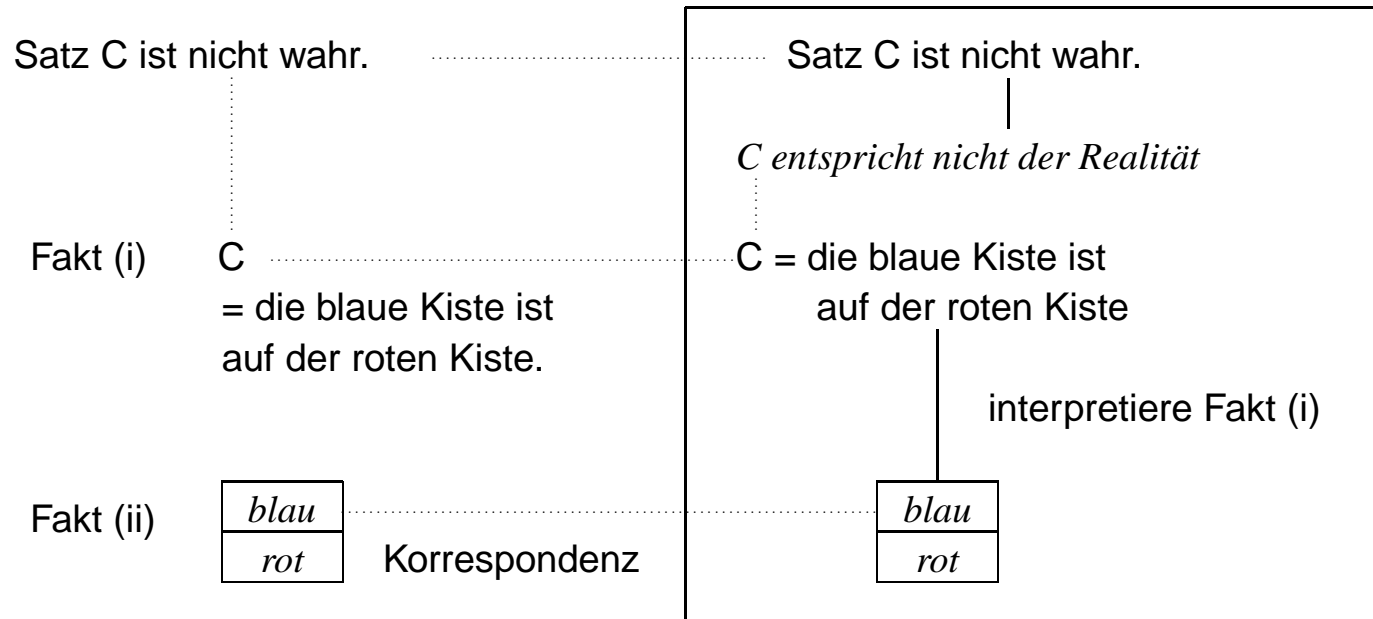 Satz C ist nicht wahr.
Satz C ist nicht wahr.
C entspricht nicht der Realität
Fakt (i)
C
= die blaue Kiste ist
auf der roten Kiste.
C = die blaue Kiste ist
auf der roten Kiste
interpretiere Fakt (i)
Fakt (ii)
blau
rot
Korrespondenz
blau
rot